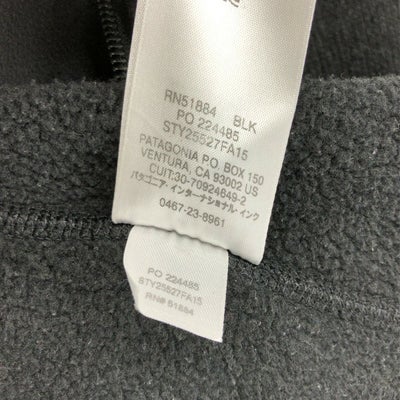 RN51884 BLK
PO 224485
STY25527FA15
PATAGONIA P.O. BOX 150
VENTURA, CA 93002 US
CUIT:30-70924849-2
パタゴニア・インターナショナル・インク
0467-23-8961
PO 224485
STY25527FA15
RN# 51884